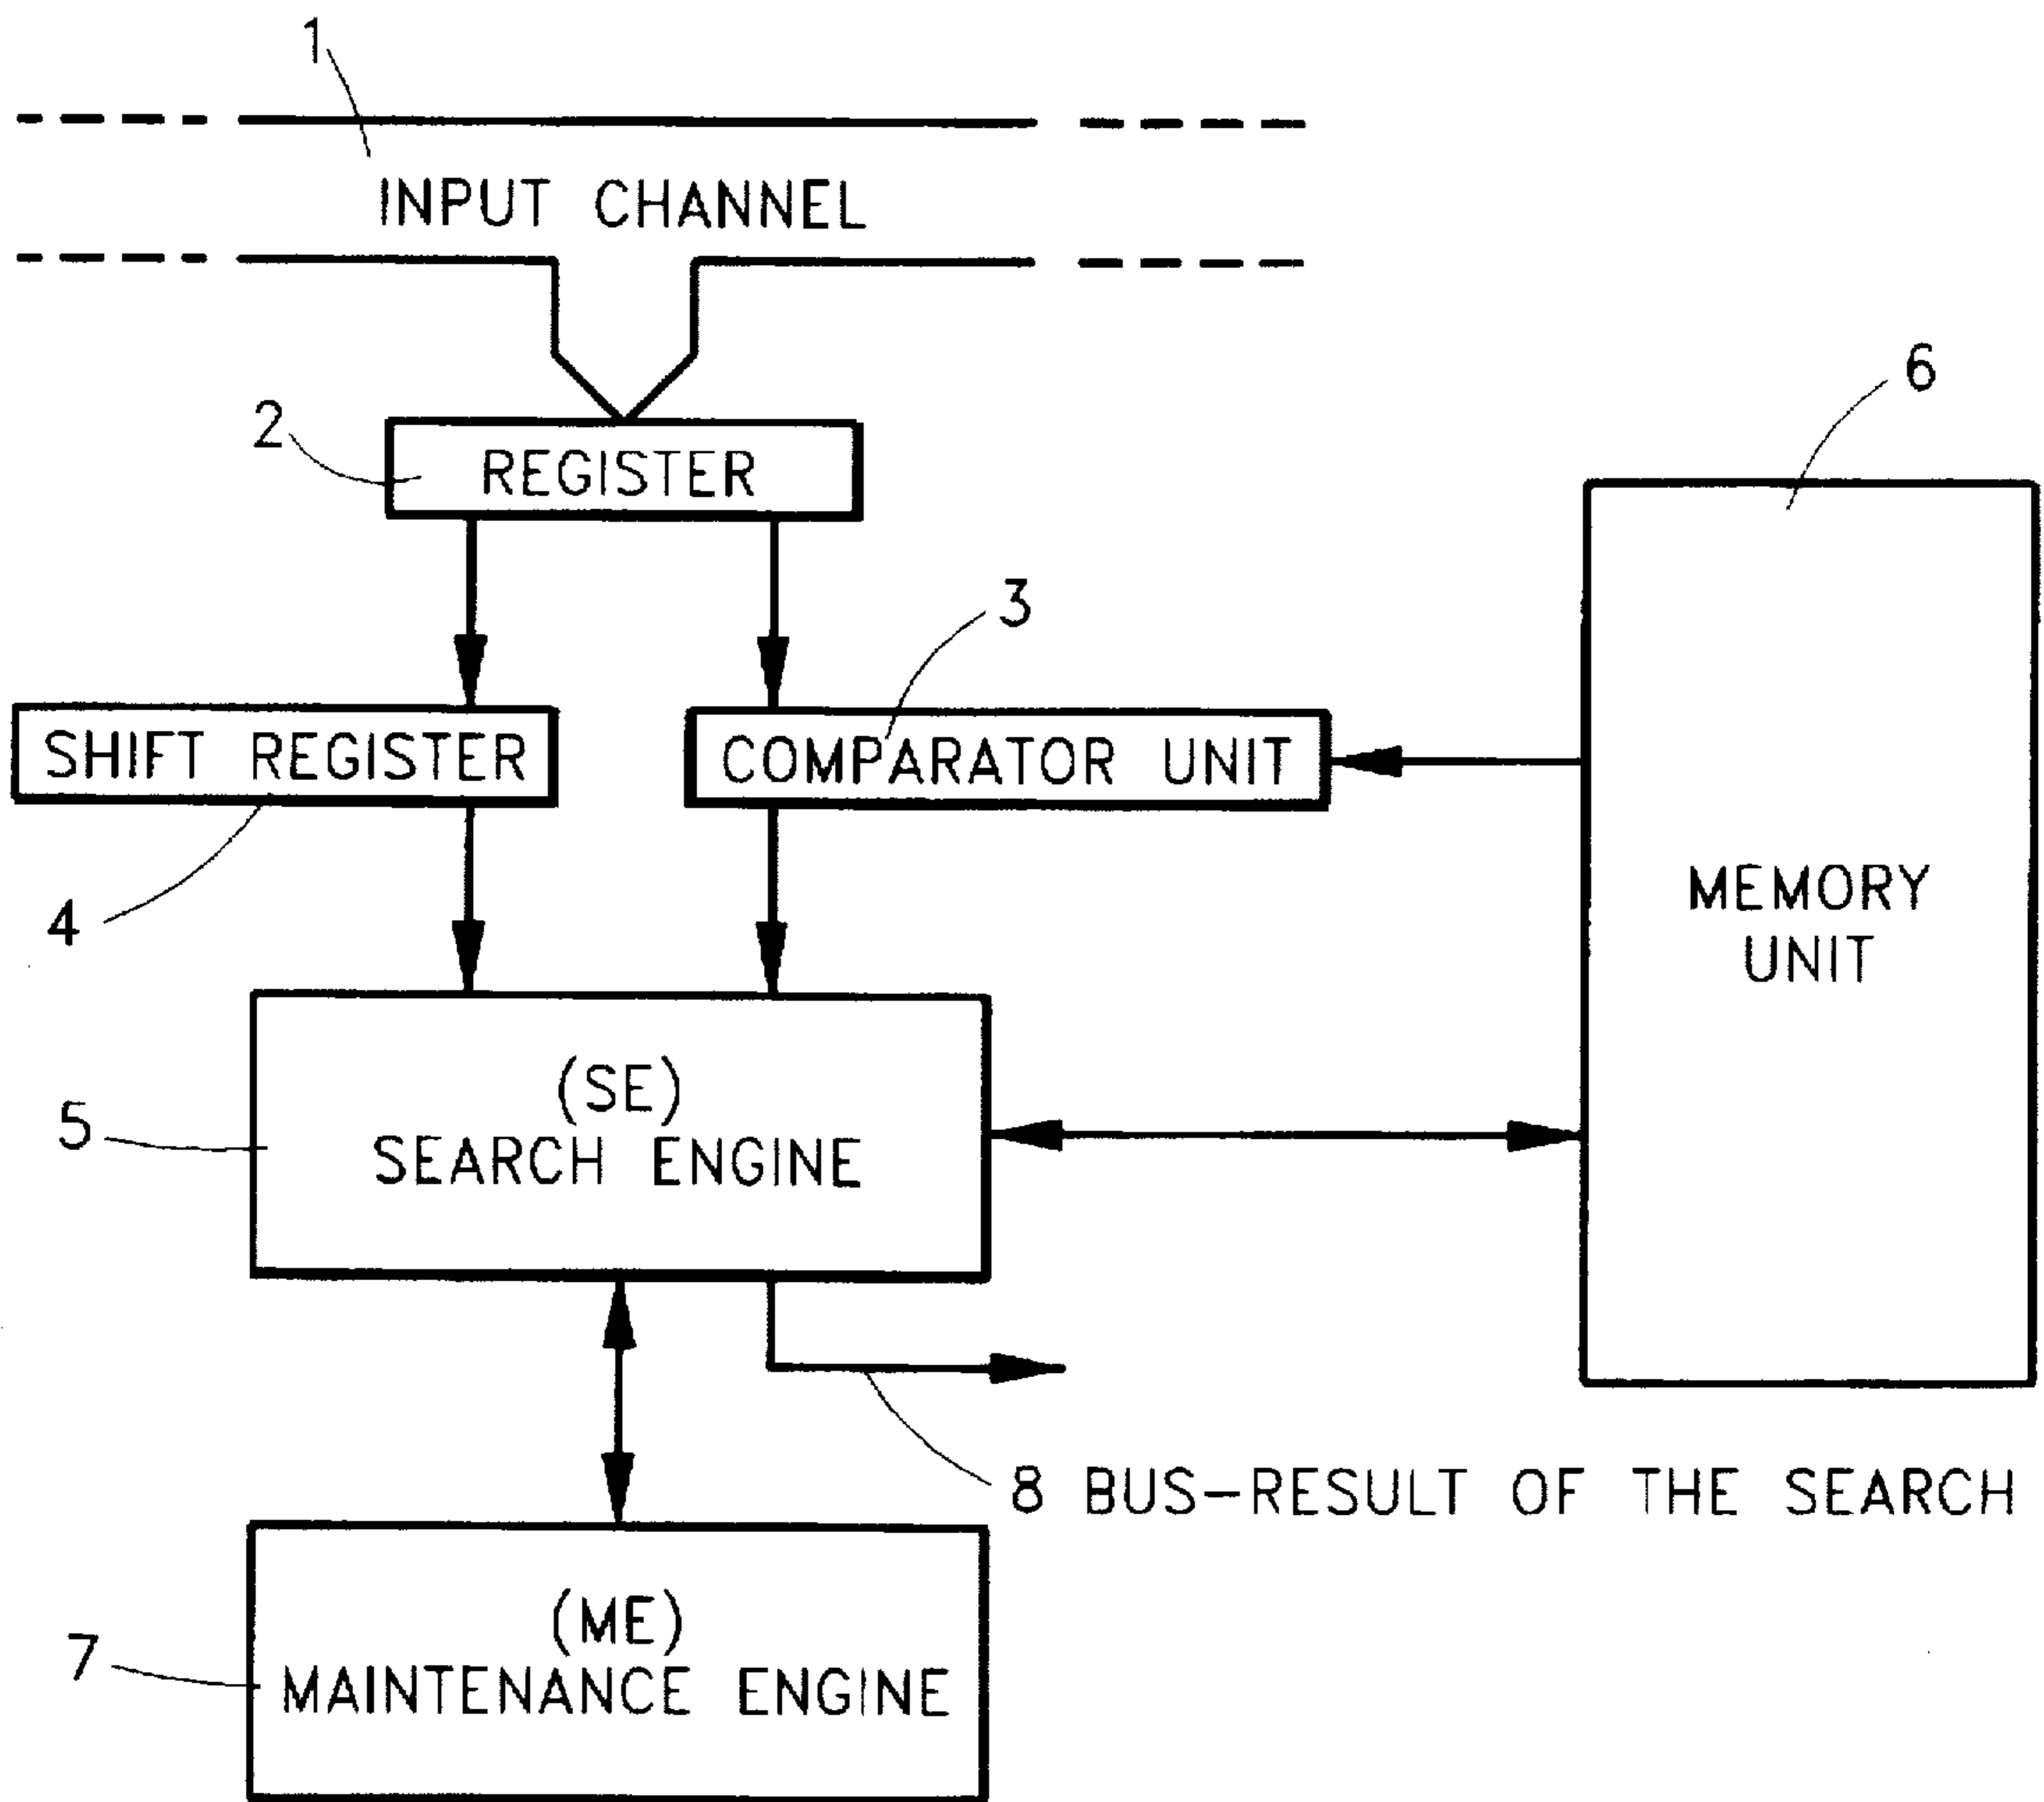 1
INPUT CHANNEL
2
REGISTER
6
3
SHIFT REGISTER
COMPARATOR UNIT
4
MEMORY
UNIT
(SE)
5
SEARCH ENGINE
8 BUS-RESULT OF THE SEARCH
(ME)
7
MAINTENANCE ENGINE